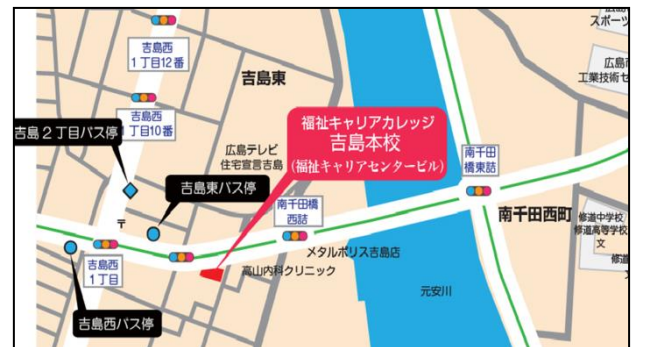 スポーツ
吉島西
1丁目12番
広島市
工業技術セ
吉島東
吉島西
1丁目10番
吉島2丁目バス停
広島テレビ
住宅宣言吉島
福祉キャリアカレッジ
吉島本校
(福祉キャリアセンタービル)
南千田
橋東詰
吉島東バス停
南千田橋
西詰
南千田西町
修道中学校
修道高等学校
文
修道
〒
吉島西
1丁目
メタルポリス吉島店
高山内科クリニック
元安川
吉島西バス停